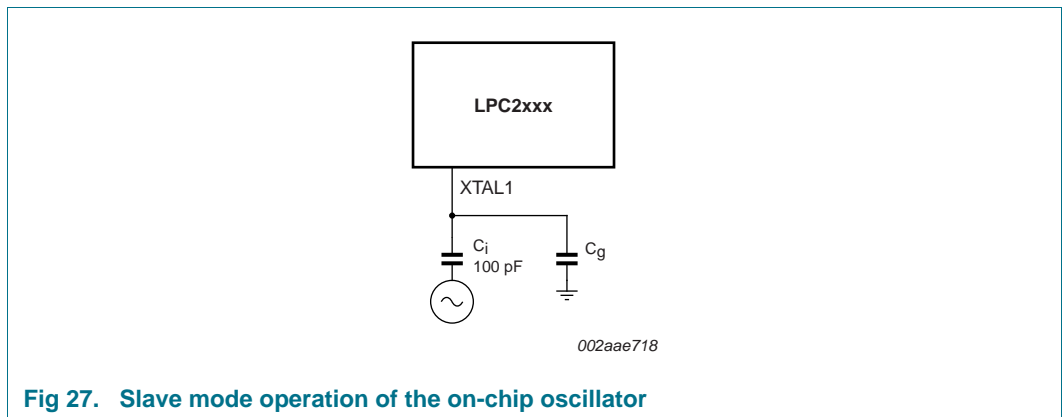 LPC2xxx
XTAL1
Ci
100 pF
Cg
002aae718
Fig 27. Slave mode operation of the on-chip oscillator